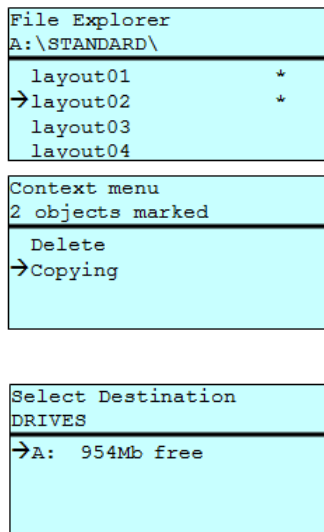 File Explorer
A:\STANDARD\
layout01 *
→layout02 *
layout03
layout04
Context menu
2 objects marked
Delete
→Copying
Select Destination
DRIVES
→A: 954Mb free